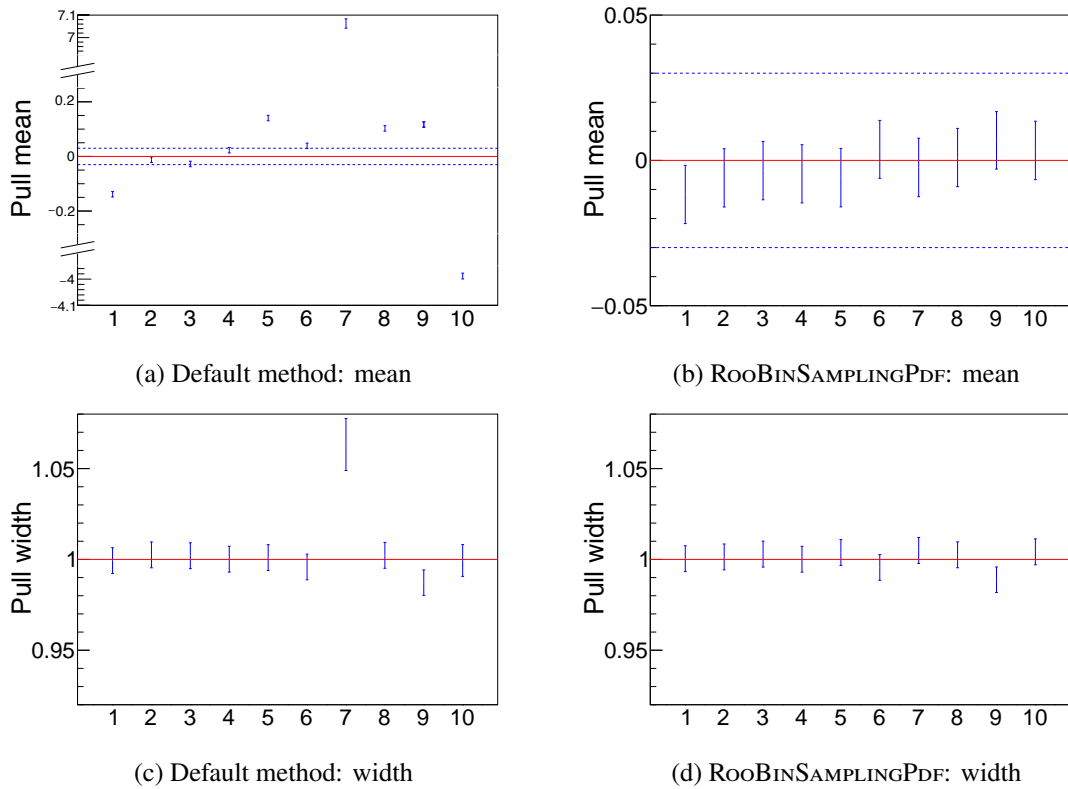 7.1
7
0.2
0
−0.2
−4
−4.1
Pull mean
1 2 3 4 5 6 7 8 9 10
(a) Default method: mean
0.05
0
−0.05
Pull mean
1 2 3 4 5 6 7 8 9 10
(b) RooBinSamplingPdf: mean
1.05
1
0.95
Pull width
1 2 3 4 5 6 7 8 9 10
(c) Default method: width
1.05
1
0.95
Pull width
1 2 3 4 5 6 7 8 9 10
(d) RooBinSamplingPdf: width